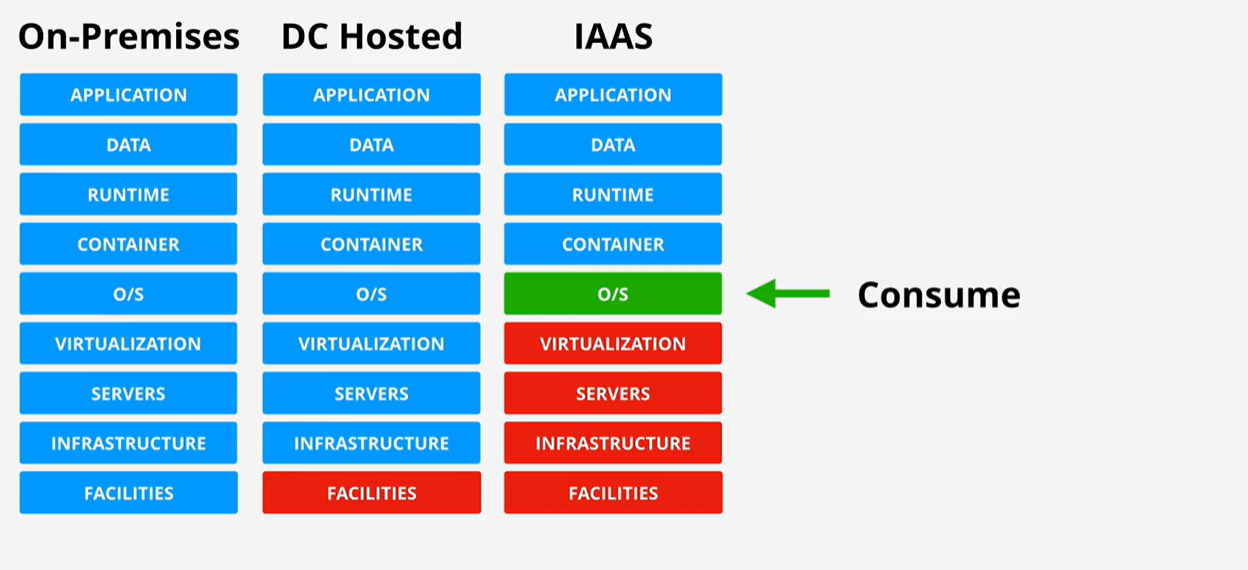 On-Premises
APPLICATION
DATA
RUNTIME
CONTAINER
O/S
VIRTUALIZATION
SERVERS
INFRASTRUCTURE
FACILITIES
DC Hosted
APPLICATION
DATA
RUNTIME
CONTAINER
O/S
VIRTUALIZATION
SERVERS
INFRASTRUCTURE
FACILITIES
IAAS
APPLICATION
DATA
RUNTIME
CONTAINER
O/S
VIRTUALIZATION
SERVERS
INFRASTRUCTURE
FACILITIES
Consume